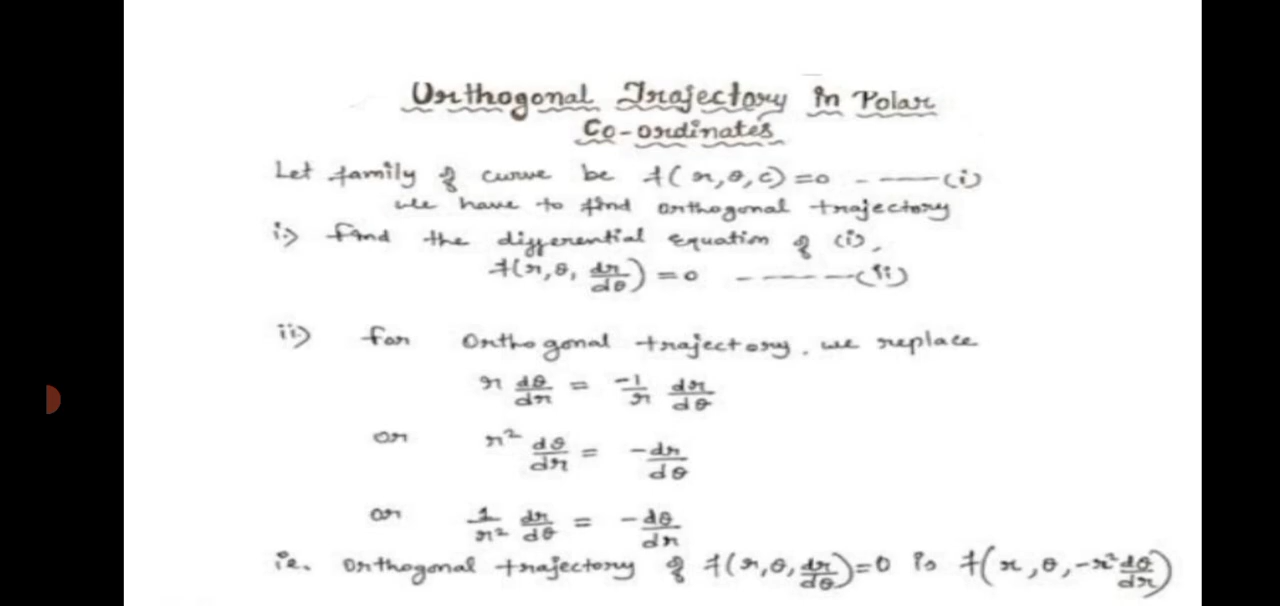 Orthogonal Trajectory in Polar
Co-ordinates
Let family of curve be f(r,θ,c)=0 - ——(i)
we have to find orthogonal trajectory
i.) find the differential equation of (i),
f(r,θ, dr/dθ) = 0 - - - - - ——(ii)
ii.) for Orthogonal trajectory, we replace
r dθ/dr = -1/r dr/dθ
or r² dθ/dr = -dr/dθ
or 1/r² dr/dθ = -dθ/dr
ie. Orthogonal trajectory of f(r,θ,dr/dθ)=0 is f(r,θ,-r² dθ/dr)